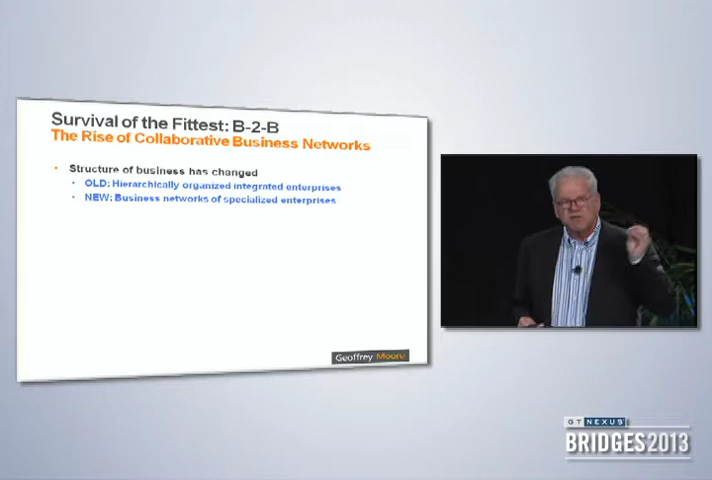 Survival of the Fittest: B-2-B
The Rise of Collaborative Business Networks
• Structure of business has changed
• OLD: Hierarchically organized integrated enterprises
• NEW: Business networks of specialized enterprises
Geoffrey Moore
GT NEXUS
BRIDGES2013